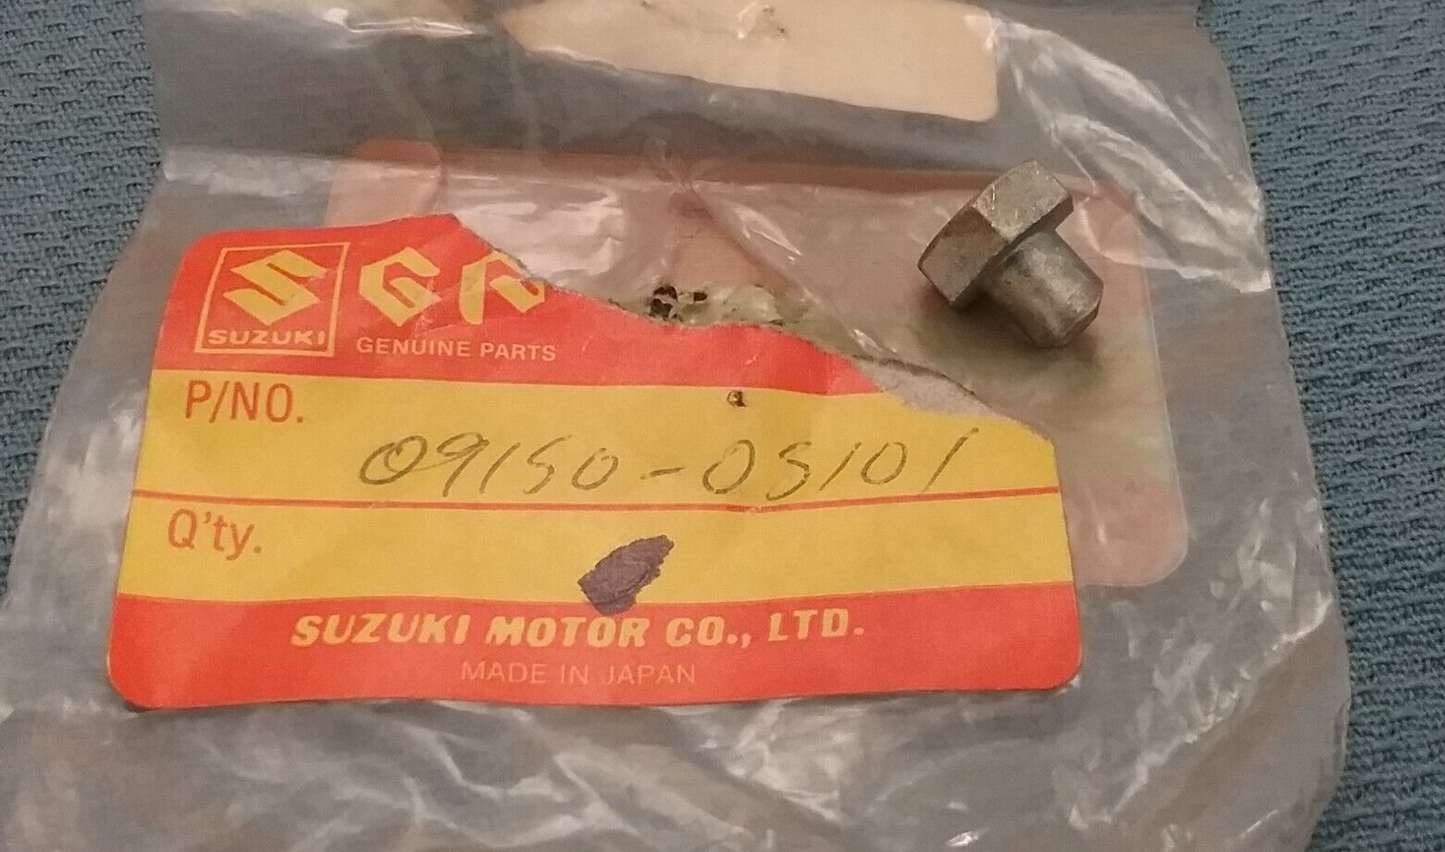 SGP
SUZUKI
GENUINE PARTS
P/NO.
09150-05101
Q'ty.
SUZUKI MOTOR CO., LTD.
MADE IN JAPAN